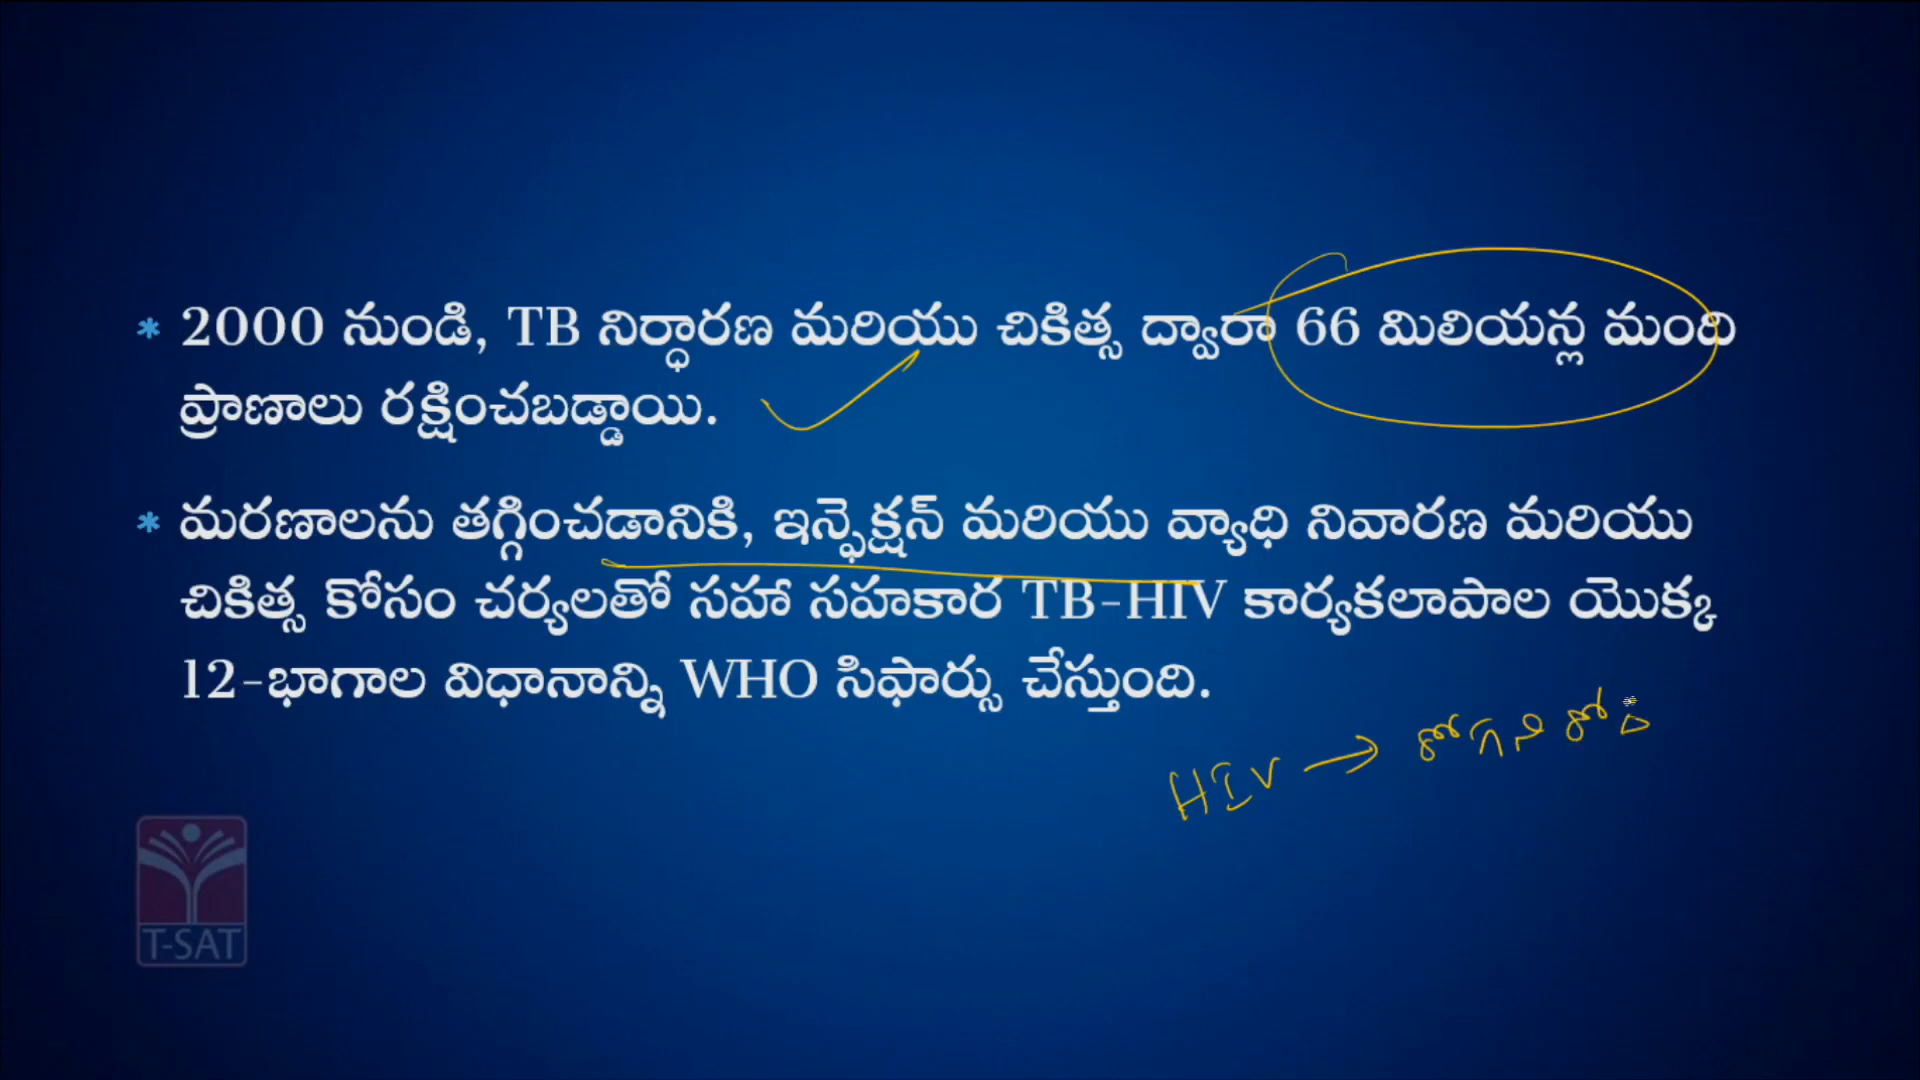 * 2000 నుండి, TB నిర్ధారణ మరియు చికిత్స ద్వారా 66 మిలియన్ల మంది
ప్రాణాలు రక్షించబడ్డాయి.
* మరణాలను తగ్గించడానికి, ఇన్ఫెక్షన్ మరియు వ్యాధి నివారణ మరియు
చికిత్స కోసం చర్యలతో సహా సహకార TB-HIV కార్యకలాపాల యొక్క
12-భాగాల విధానాన్ని WHO సిఫార్సు చేస్తుంది.
HIV → రోగని
T-SAT